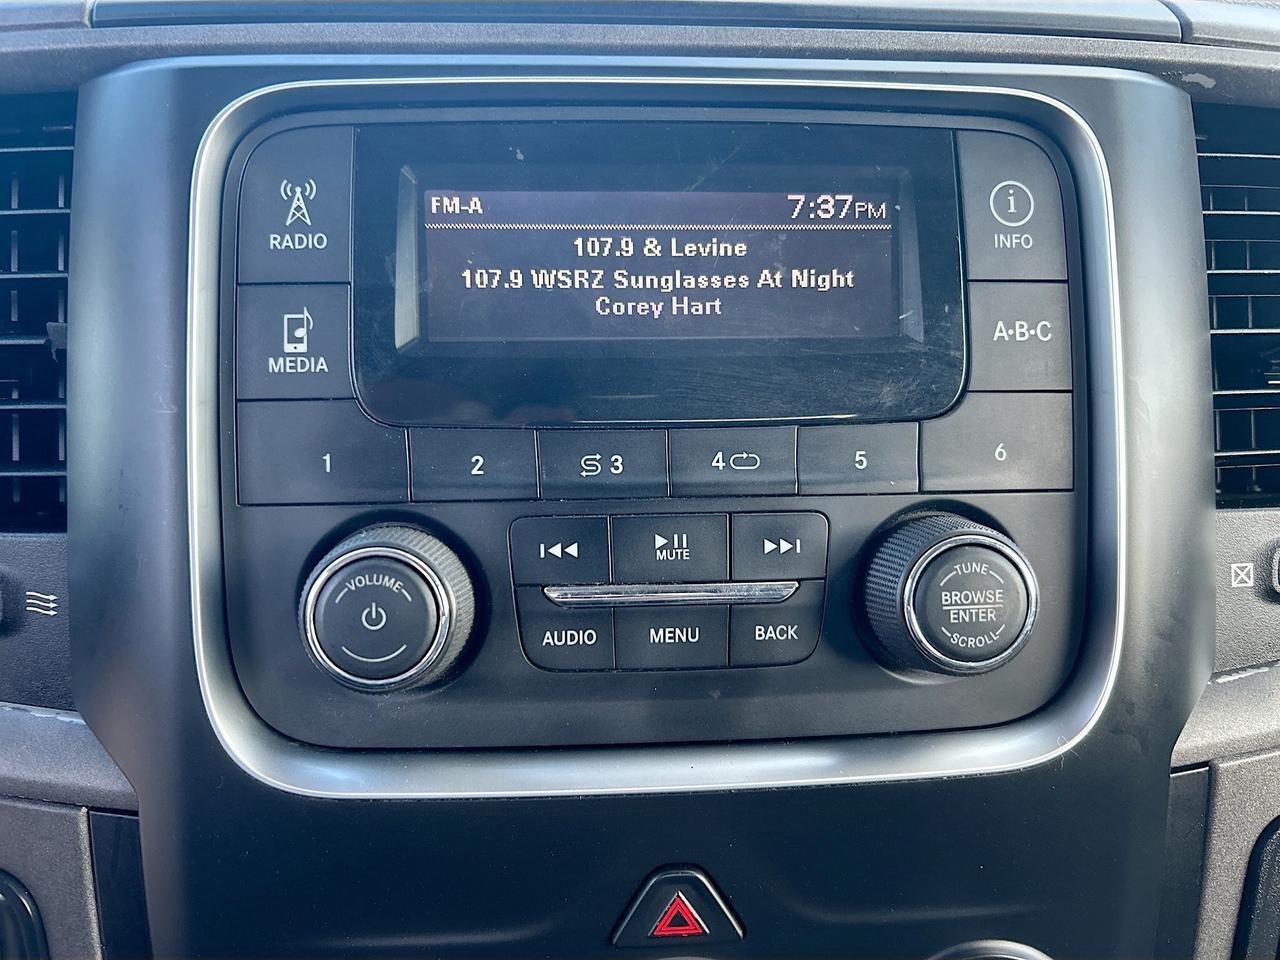 FM-A 7:37PM
107.9 & Levine
107.9 WSRZ Sunglasses At Night
Corey Hart
RADIO
INFO
MEDIA
A·B·C
1 2 3 4 5 6
MUTE
VOLUME
AUDIO MENU BACK
TUNE
BROWSE
ENTER
SCROLL